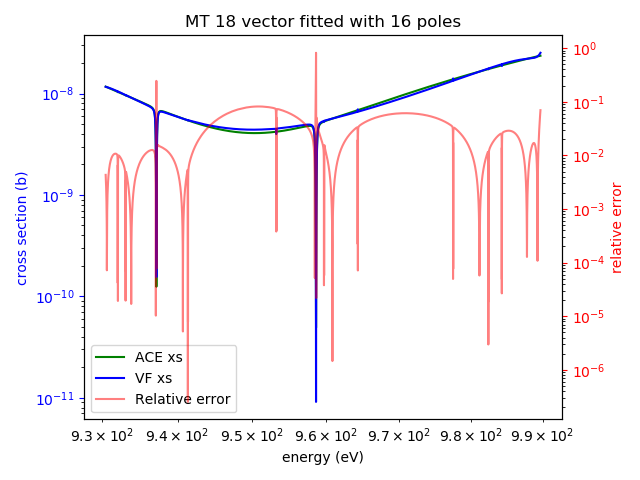 MT 18 vector fitted with 16 poles
cross section (b)
10⁻⁸
10⁻⁹
10⁻¹⁰
10⁻¹¹
10⁰
10⁻¹
10⁻²
10⁻³
10⁻⁴
10⁻⁵
10⁻⁶
relative error
ACE xs
VF xs
Relative error
9.3 × 10² 9.4 × 10² 9.5 × 10² 9.6 × 10² 9.7 × 10² 9.8 × 10² 9.9 × 10²
energy (eV)